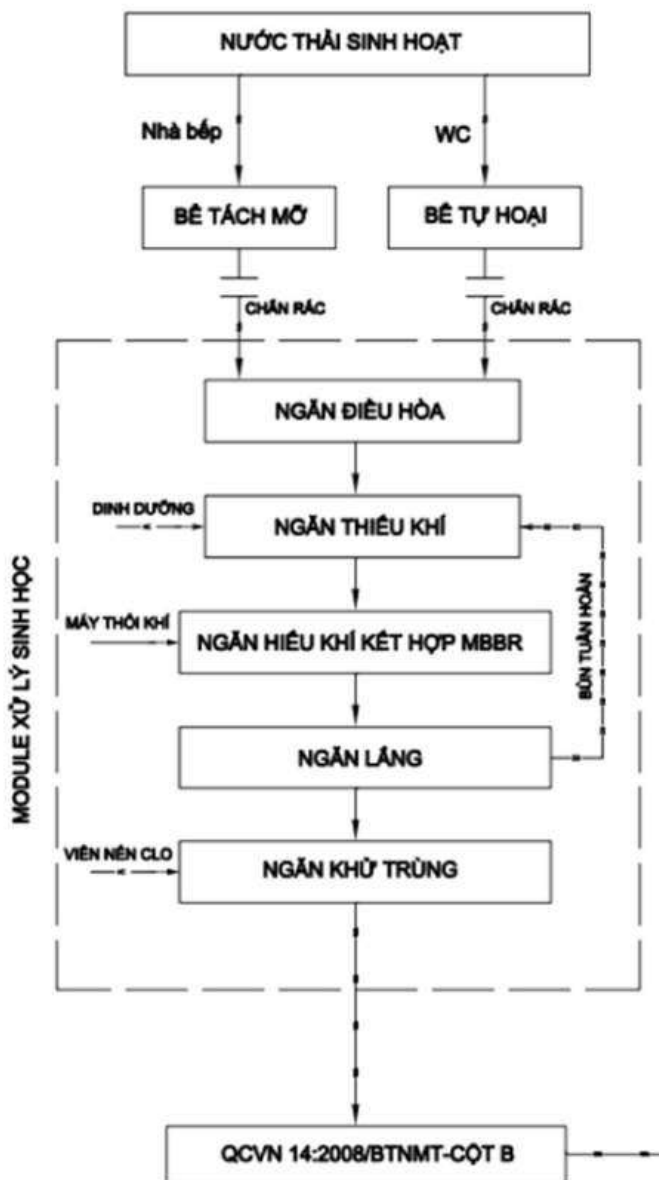 NƯỚC THẢI SINH HOẠT
Nhà bếp
WC
BỂ TÁCH MỠ
BỂ TỰ HOẠI
CHẮN RÁC
CHẮN RÁC
NGĂN ĐIỀU HÒA
DINH DƯỠNG
NGĂN THIẾU KHÍ
MÁY THỔI KHÍ
NGĂN HIẾU KHÍ KẾT HỢP MBBR
BÙN TUẦN HOÀN
NGĂN LẮNG
VIÊN NÉN CLO
NGĂN KHỬ TRÙNG
MODULE XỬ LÝ SINH HỌC
QCVN 14:2008/BTNMT-CỘT B